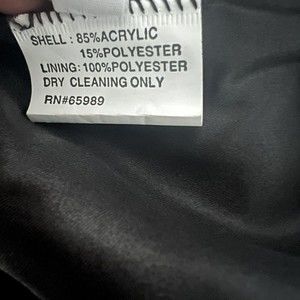 SHELL : 85%ACRYLIC
15%POLYESTER
LINING: 100%POLYESTER
DRY CLEANING ONLY
RN#65989